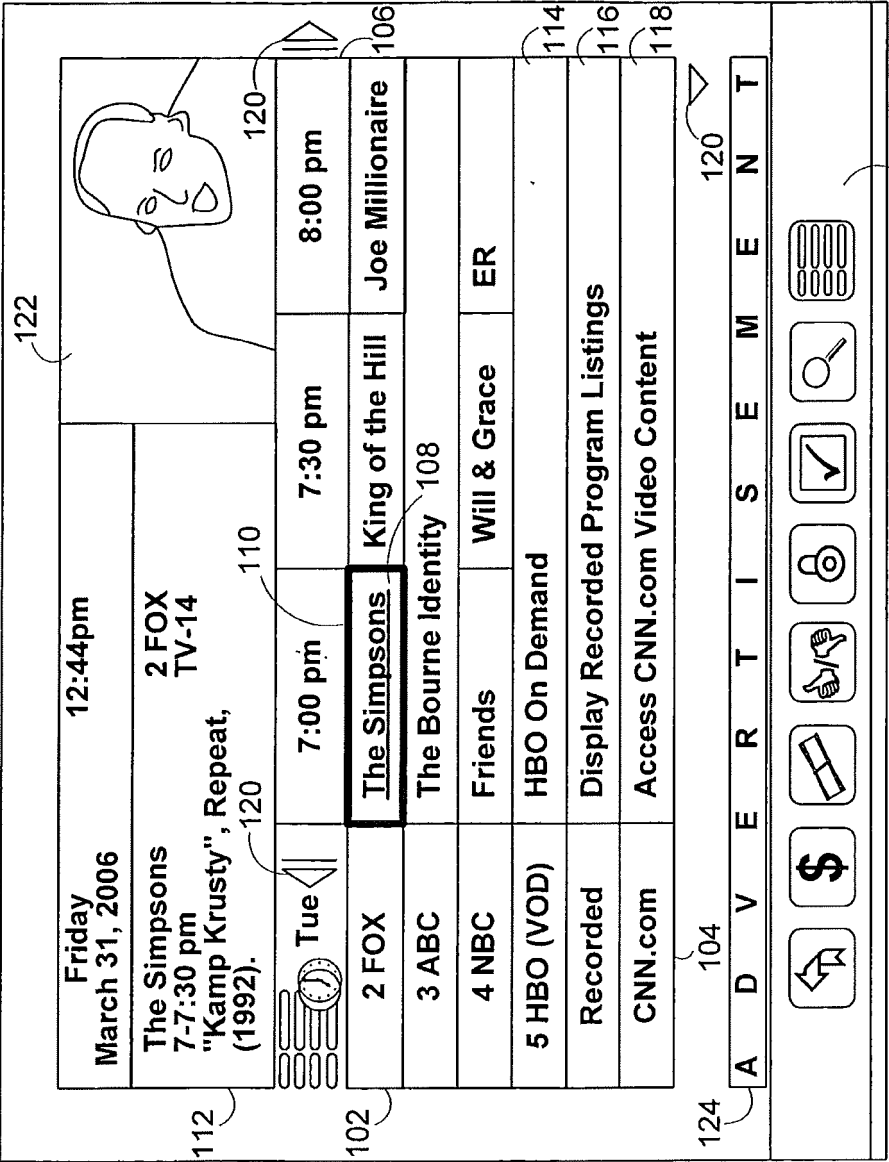 122
Friday
March 31, 2006
12:44pm
The Simpsons
7-7:30 pm
"Kamp Krusty", Repeat,
(1992).
2 FOX
TV-14
112
120
110
120
Tue
7:00 pm
7:30 pm
8:00 pm
106
102
2 FOX
The Simpsons
King of the Hill
Joe Millionaire
108
3 ABC
The Bourne Identity
4 NBC
Friends
Will & Grace
ER
5 HBO (VOD)
HBO On Demand
114
Recorded
Display Recorded Program Listings
116
CNN.com
Access CNN.com Video Content
118
104
120
124
A D V E R T I S E M E N T
$